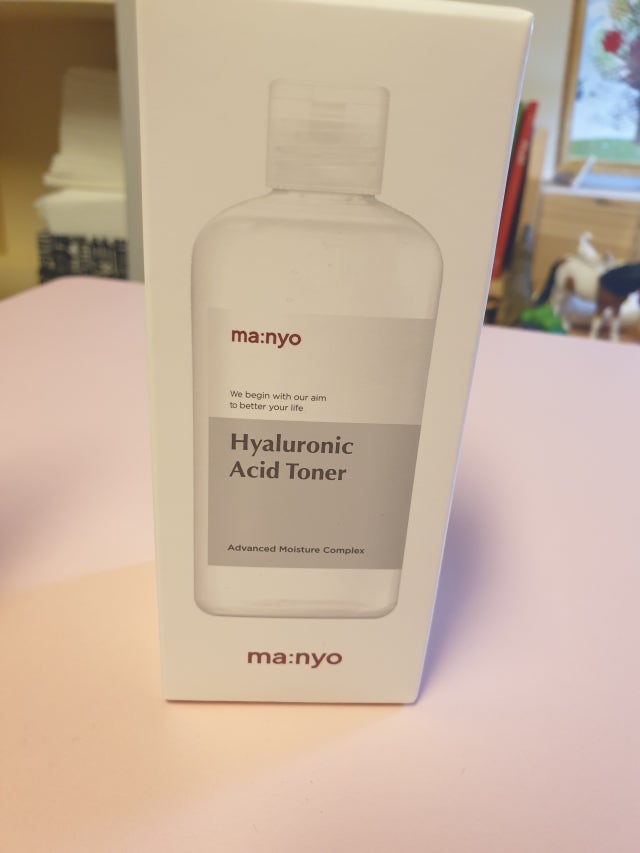 ma:nyo
We begin with our aim
to better your life
Hyaluronic
Acid Toner
Advanced Moisture Complex
ma:nyo